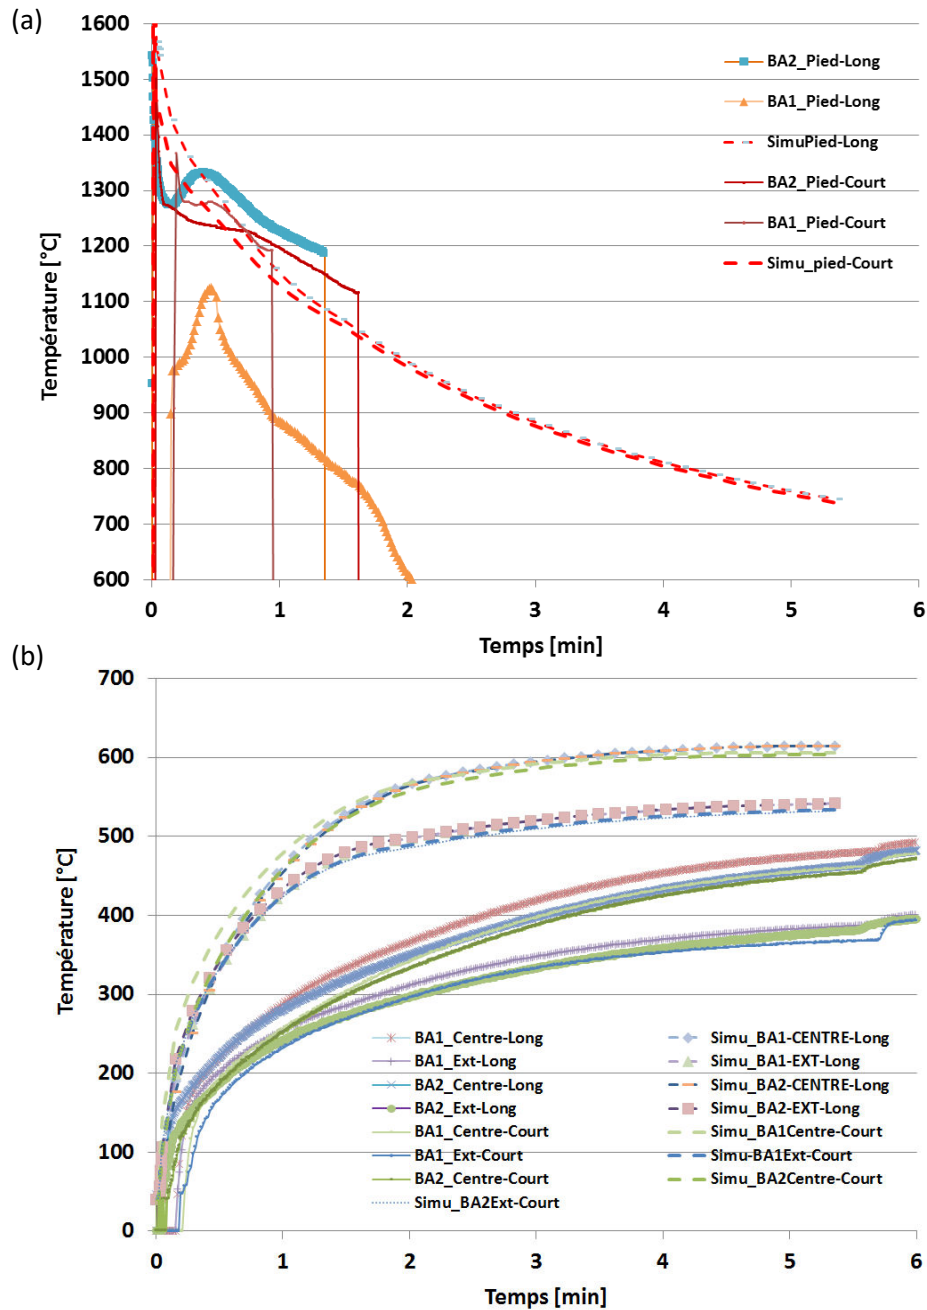 (a)
1600
1500
1400
1300
1200
1100
1000
900
800
700
600
Température [°C]
BA2_Pied-Long
BA1_Pied-Long
SimuPied-Long
BA2_Pied-Court
BA1_Pied-Court
Simu_pied-Court
0 1 2 3 4 5 6
Temps [min]
(b)
700
600
500
400
300
200
100
0
Température [°C]
BA1_Centre-Long Simu_BA1-CENTRE-Long
BA1_Ext-Long Simu_BA1-EXT-Long
BA2_Centre-Long Simu_BA2-CENTRE-Long
BA2_Ext-Long Simu_BA2-EXT-Long
BA1_Centre-Court Simu_BA1Centre-Court
BA1_Ext-Court Simu-BA1Ext-Court
BA2_Centre-Court Simu_BA2Centre-Court
Simu_BA2Ext-Court
0 1 2 3 4 5 6
Temps [min]